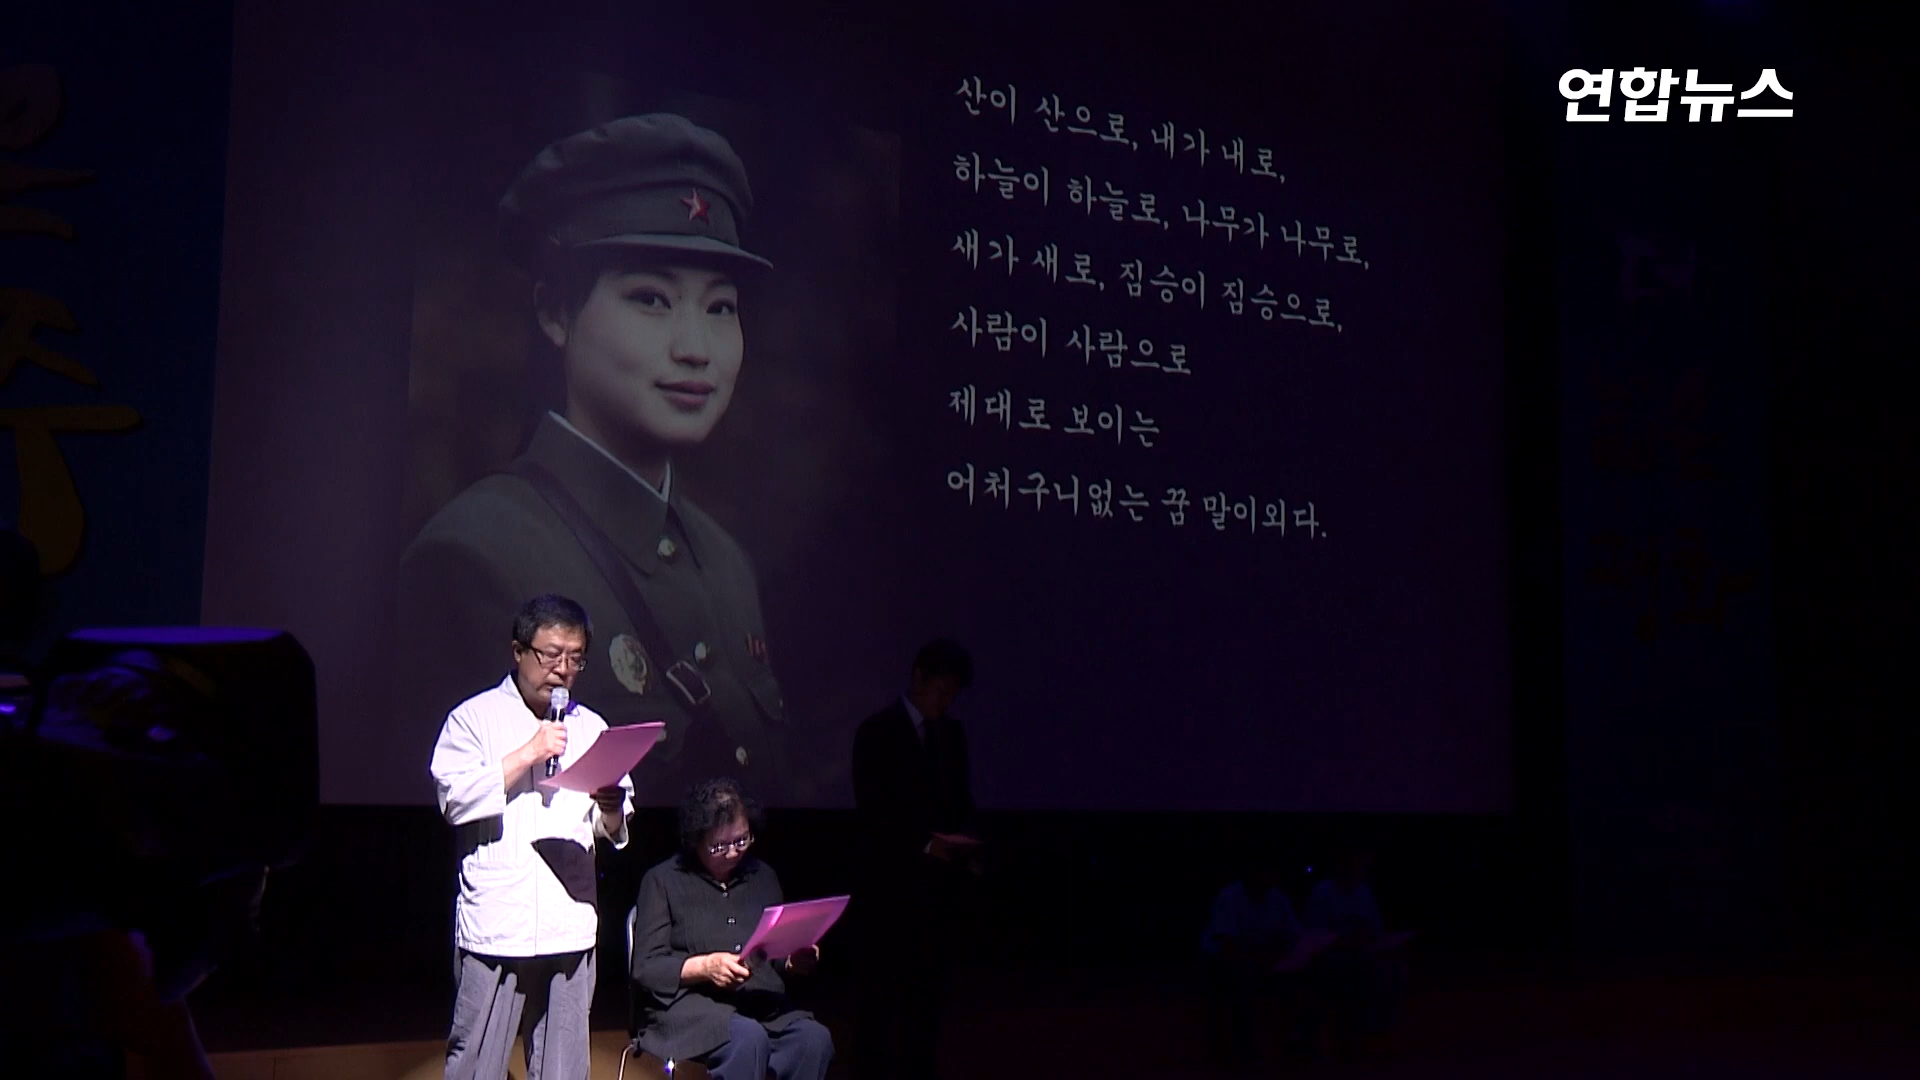 연합뉴스
산이 산으로, 내가 내로,
하늘이 하늘로, 나무가 나무로,
새가 새로, 짐승이 짐승으로,
사람이 사람으로
제대로 보이는
어처구니없는 꿈 말이외다.